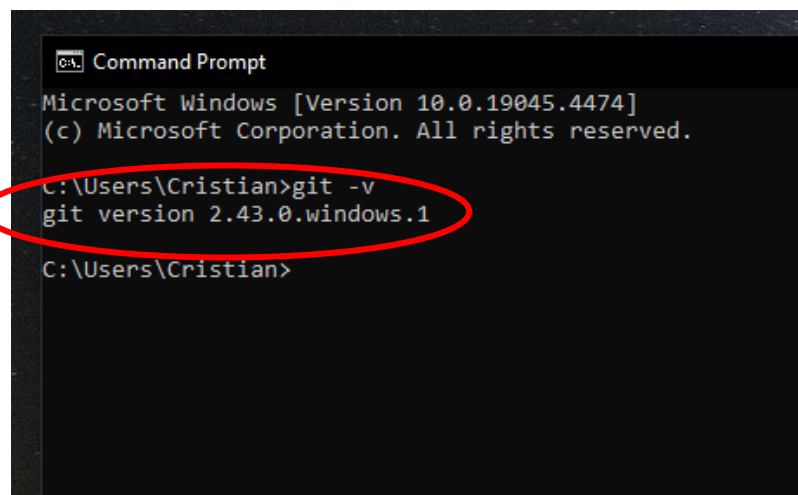 Command Prompt
Microsoft Windows [Version 10.0.19045.4474]
(c) Microsoft Corporation. All rights reserved.
C:\Users\Cristian>git -v
git version 2.43.0.windows.1
C:\Users\Cristian>